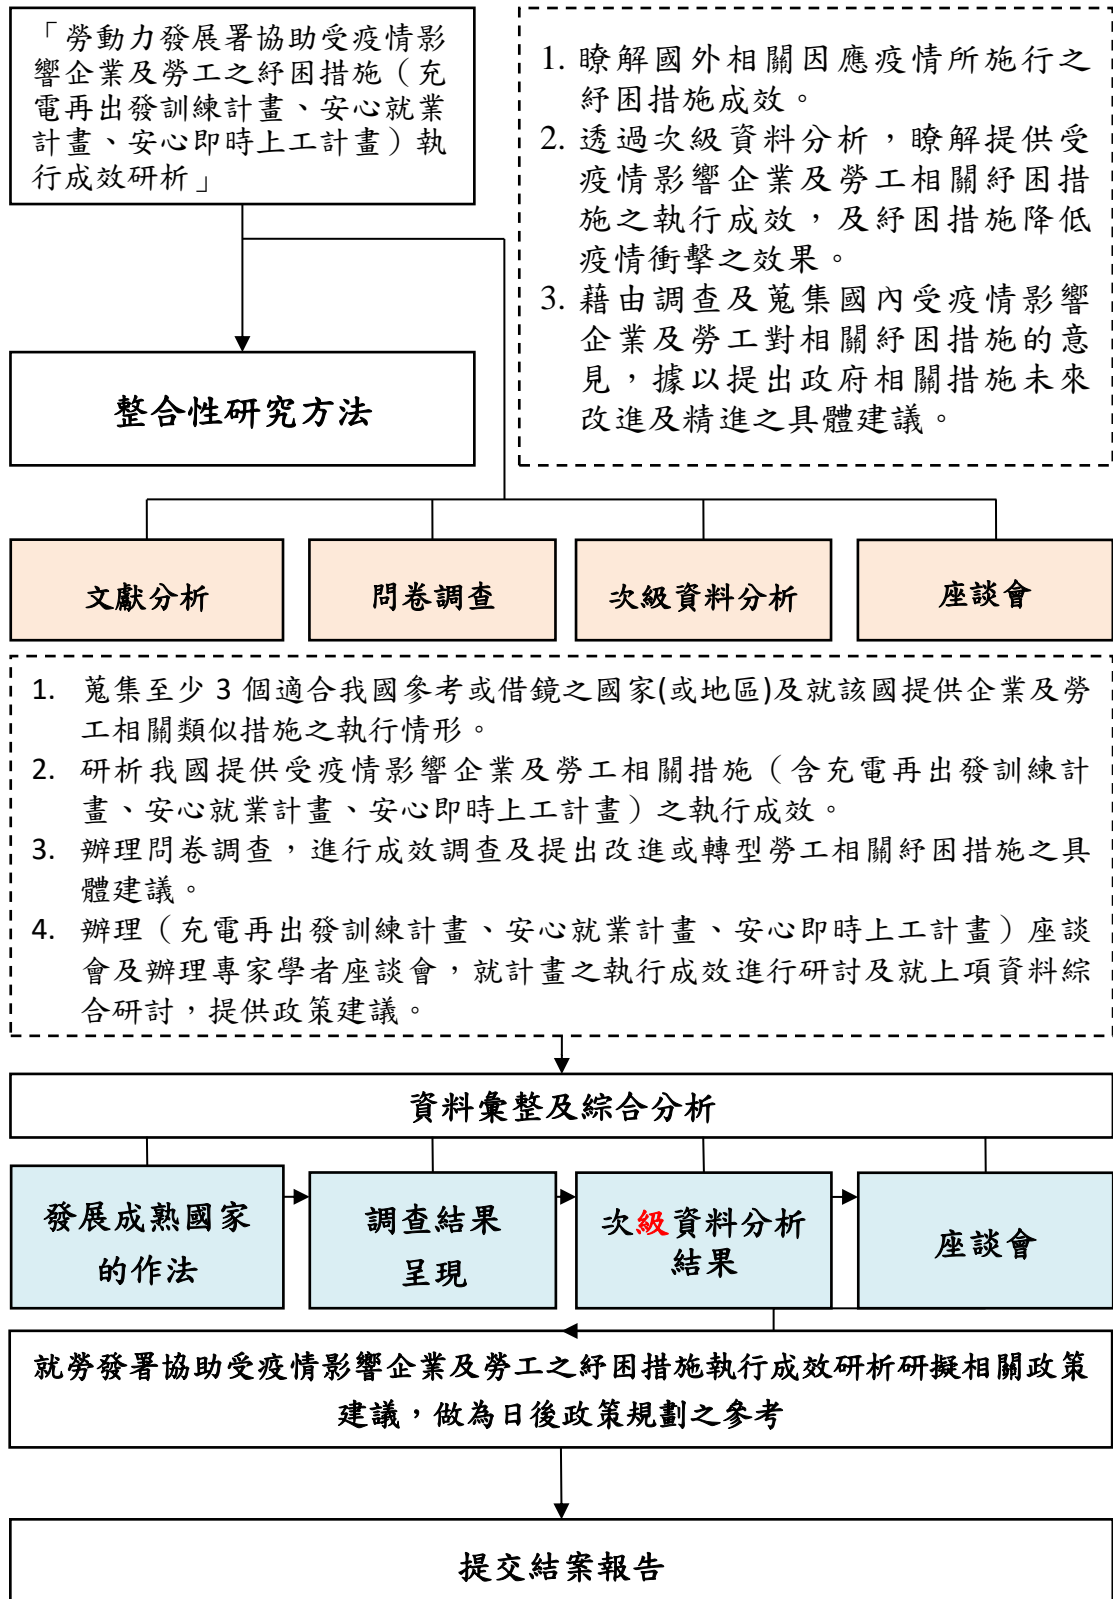 「勞動力發展署協助受疫情影
響企業及勞工之紓困措施（充
電再出發訓練計畫、安心就業
計畫、安心即時上工計畫）執
行成效研析」
1. 瞭解國外相關因應疫情所施行之
紓困措施成效。
2. 透過次級資料分析，瞭解提供受
疫情影響企業及勞工相關紓困措
施之執行成效，及紓困措施降低
疫情衝擊之效果。
3. 藉由調查及蒐集國內受疫情影響
企業及勞工對相關紓困措施的意
見，據以提出政府相關措施未來
改進及精進之具體建議。
整合性研究方法
文獻分析
問卷調查
次級資料分析
座談會
1. 蒐集至少 3 個適合我國參考或借鏡之國家(或地區)及就該國提供企業及勞
工相關類似措施之執行情形。
2. 研析我國提供受疫情影響企業及勞工相關措施（含充電再出發訓練計
畫、安心就業計畫、安心即時上工計畫）之執行成效。
3. 辦理問卷調查，進行成效調查及提出改進或轉型勞工相關紓困措施之具
體建議。
4. 辦理（充電再出發訓練計畫、安心就業計畫、安心即時上工計畫）座談
會及辦理專家學者座談會，就計畫之執行成效進行研討及就上項資料綜
合研討，提供政策建議。
資料彙整及綜合分析
發展成熟國家
的作法
調查結果
呈現
次級資料分析
結果
座談會
就勞發署協助受疫情影響企業及勞工之紓困措施執行成效研析研擬相關政策
建議，做為日後政策規劃之參考
提交結案報告